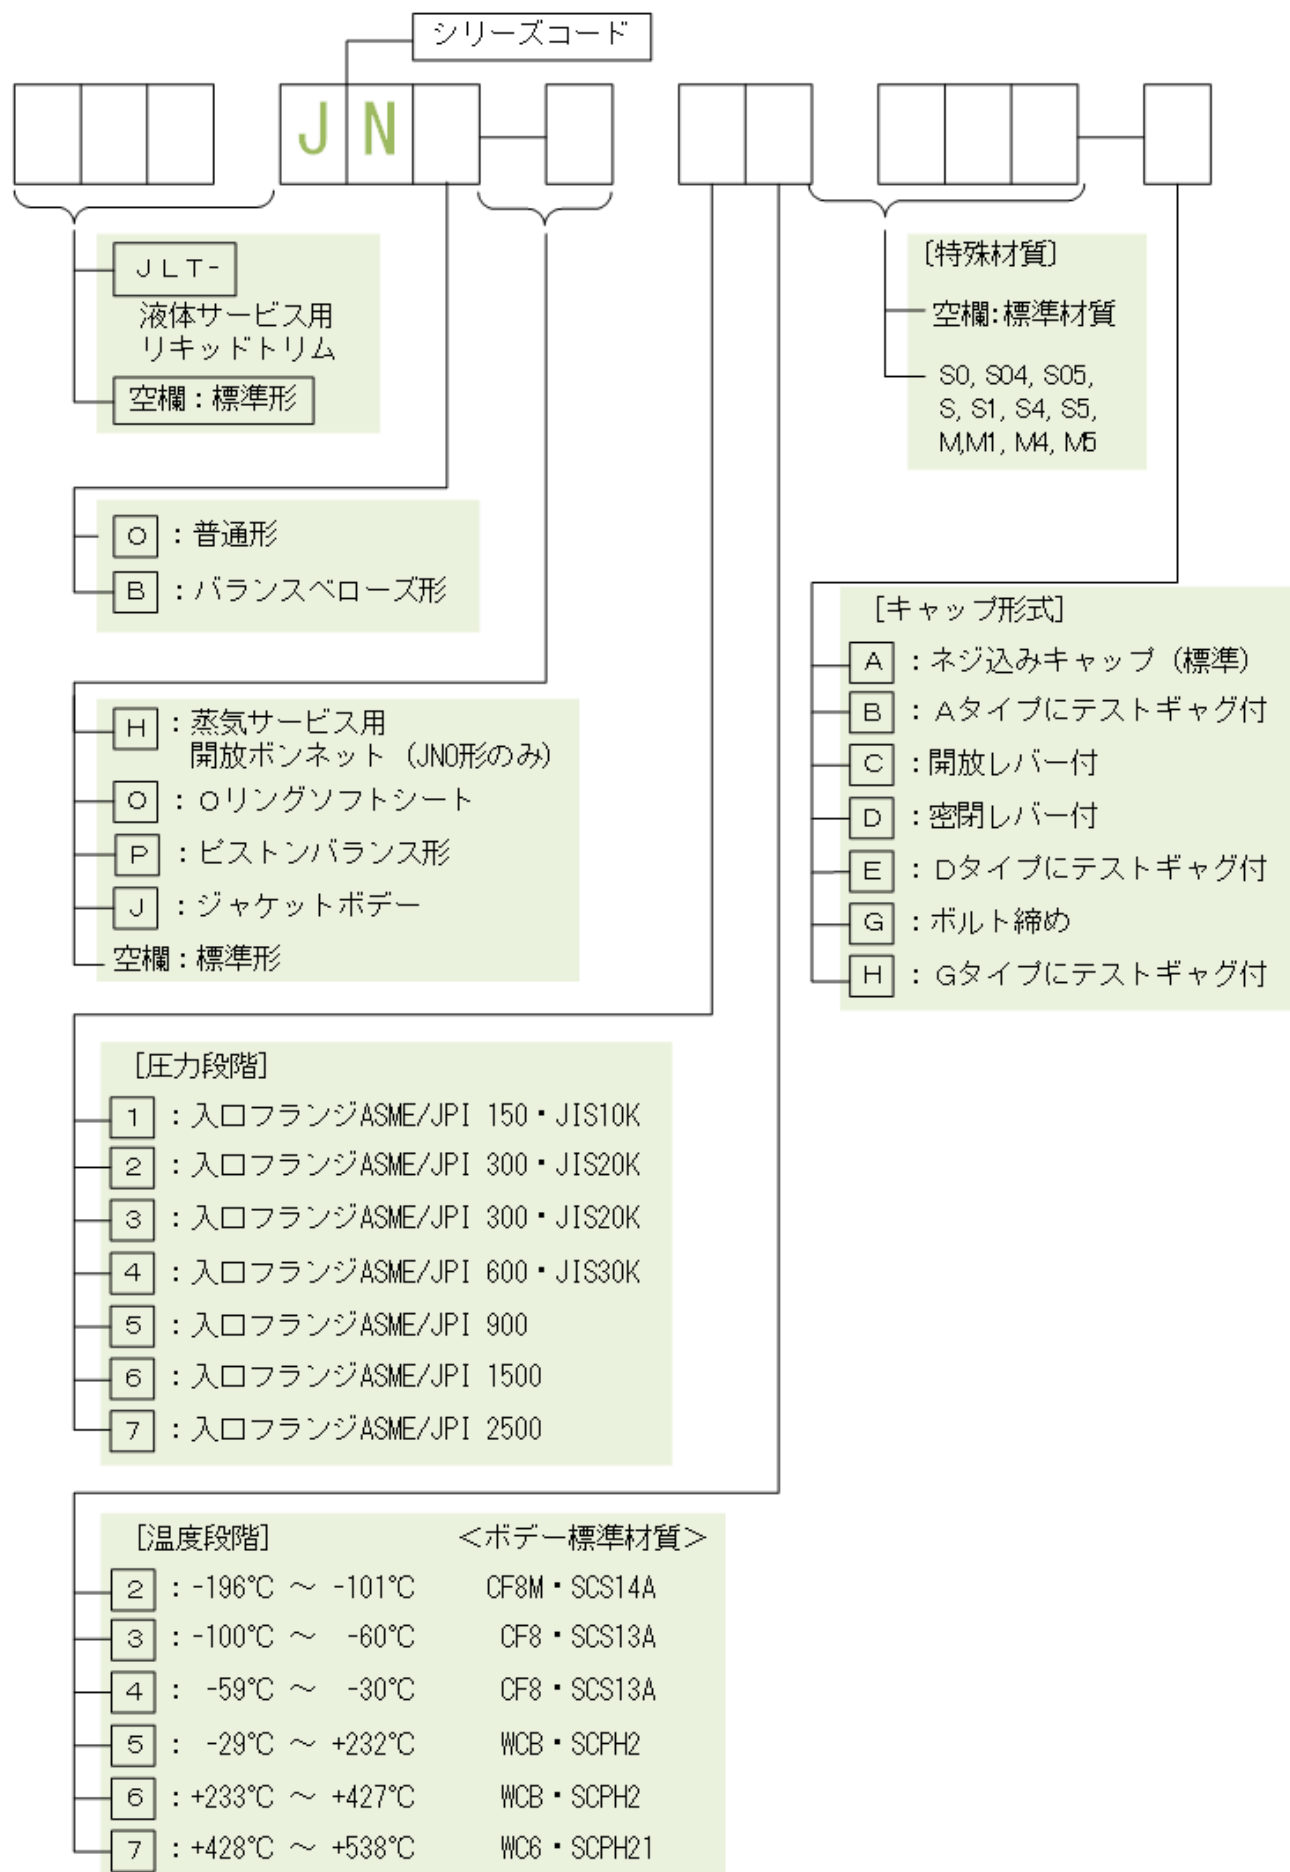 シリーズコード
J N
JLT-
液体サービス用
リキッドトリム
空欄：標準形
[特殊材質]
空欄：標準材質
S0, S04, S05,
S, S1, S4, S5,
M,M1, M4, M5
O ：普通形
B ：バランスベローズ形
H ：蒸気サービス用
開放ボンネット（JNO形のみ）
O ：Oリングソフトシート
P ：ピストンバランス形
J ：ジャケットボデー
空欄：標準形
[キャップ形式]
A ：ネジ込みキャップ（標準）
B ：Aタイプにテストギャグ付
C ：開放レバー付
D ：密閉レバー付
E ：Dタイプにテストギャグ付
G ：ボルト締め
H ：Gタイプにテストギャグ付
[圧力段階]
1 ：入口フランジASME/JPI 150・JIS10K
2 ：入口フランジASME/JPI 300・JIS20K
3 ：入口フランジASME/JPI 300・JIS20K
4 ：入口フランジASME/JPI 600・JIS30K
5 ：入口フランジASME/JPI 900
6 ：入口フランジASME/JPI 1500
7 ：入口フランジASME/JPI 2500
[温度段階] ＜ボデー標準材質＞
2 ：-196℃ ～ -101℃ CF8M・SCS14A
3 ：-100℃ ～ -60℃ CF8・SCS13A
4 ： -59℃ ～ -30℃ CF8・SCS13A
5 ： -29℃ ～ +232℃ WCB・SCPH2
6 ：+233℃ ～ +427℃ WCB・SCPH2
7 ：+428℃ ～ +538℃ WC6・SCPH21